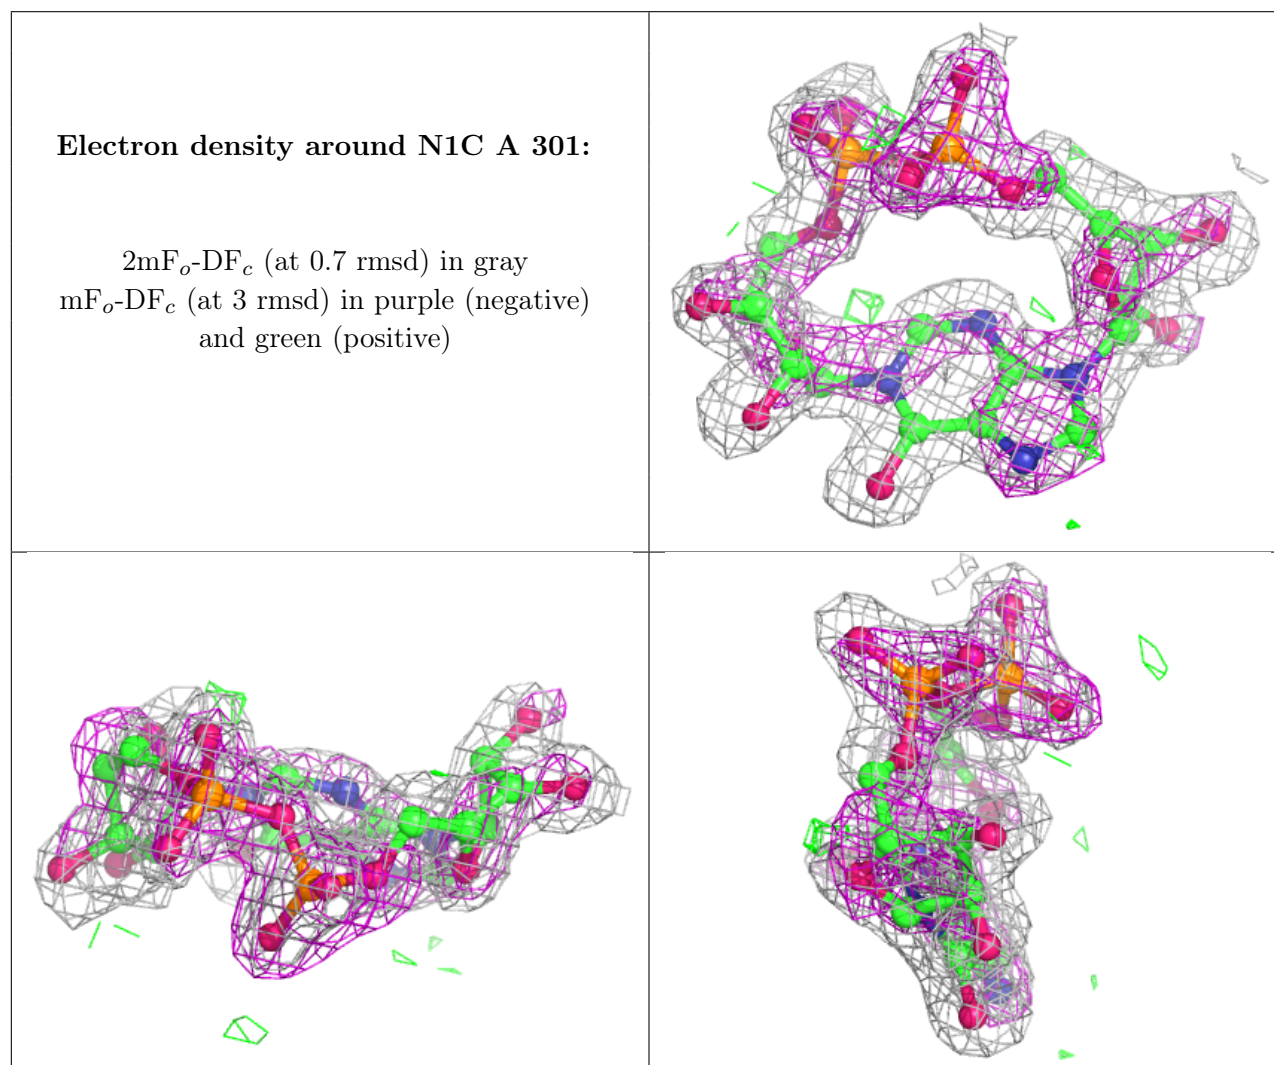 Electron density around N1C A 301:
2mFo-DFc (at 0.7 rmsd) in gray
mFo-DFc (at 3 rmsd) in purple (negative)
and green (positive)